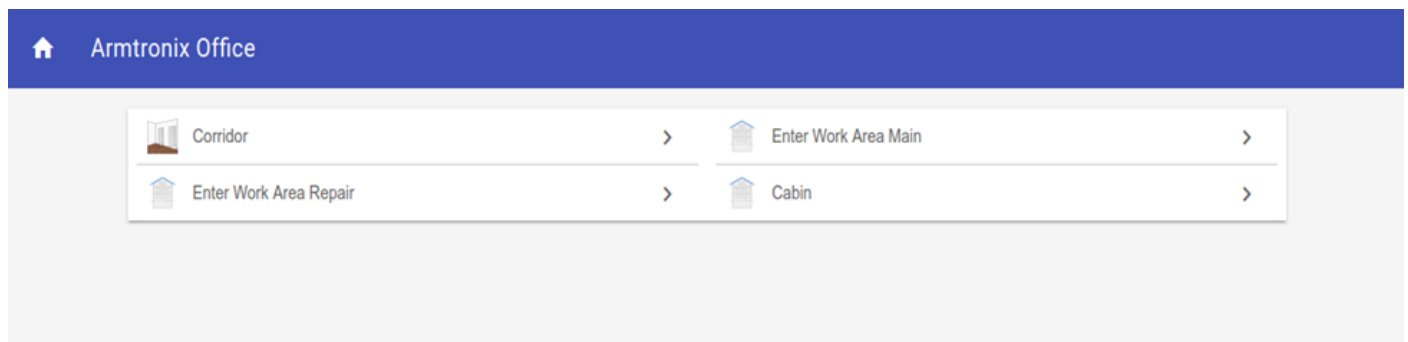 Armtronix Office
Corridor
Enter Work Area Main
Enter Work Area Repair
Cabin